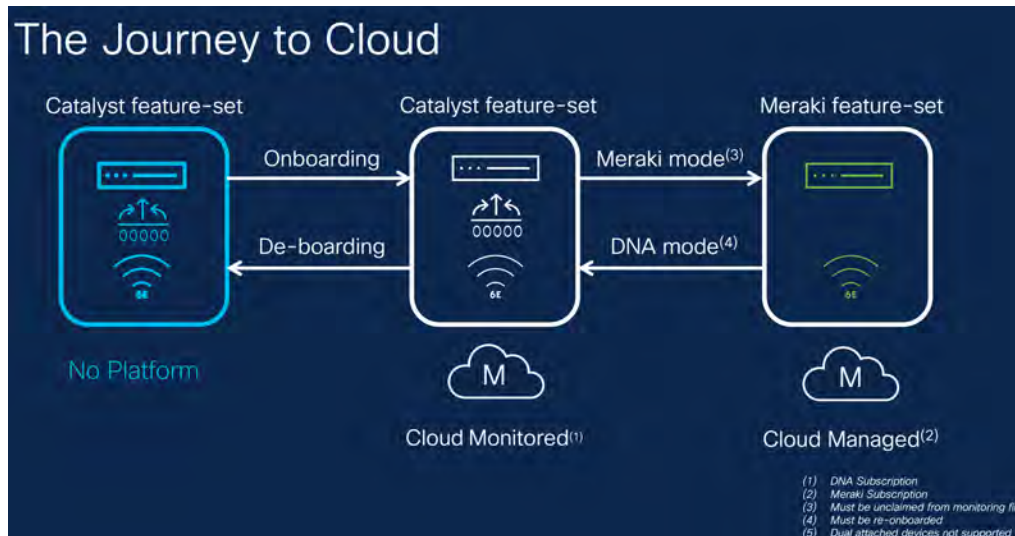 The Journey to Cloud
Catalyst feature-set
Catalyst feature-set
Meraki feature-set
Onboarding
Meraki mode(3)
00000
00000
De-boarding
DNA mode(4)
6E
6E
6E
No Platform
M
M
Cloud Monitored(1)
Cloud Managed(2)
(1) DNA Subscription
(2) Meraki Subscription
(3) Must be unclaimed from monitoring
(4) Must be re-onboarded
(5) Dual attached devices not supported